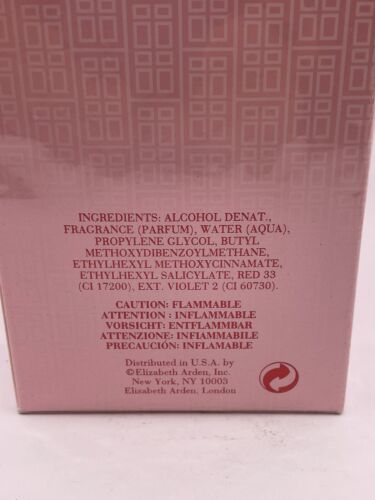 INGREDIENTS: ALCOHOL DENAT.,
FRAGRANCE (PARFUM), WATER (AQUA),
PROPYLENE GLYCOL, BUTYL
METHOXYDIBENZOYLMETHANE,
ETHYLHEXYL METHOXYCINNAMATE,
ETHYLHEXYL SALICYLATE, RED 33
(CI 17200), EXT. VIOLET 2 (CI 60730).
CAUTION: FLAMMABLE
ATTENTION : INFLAMMABLE
VORSICHT: ENTFLAMMBAR
ATTENZIONE: INFIAMMABILE
PRECAUCIÓN: INFLAMABLE
Distributed in U.S.A. by
©Elizabeth Arden, Inc.
New York, NY 10003
Elizabeth Arden, London